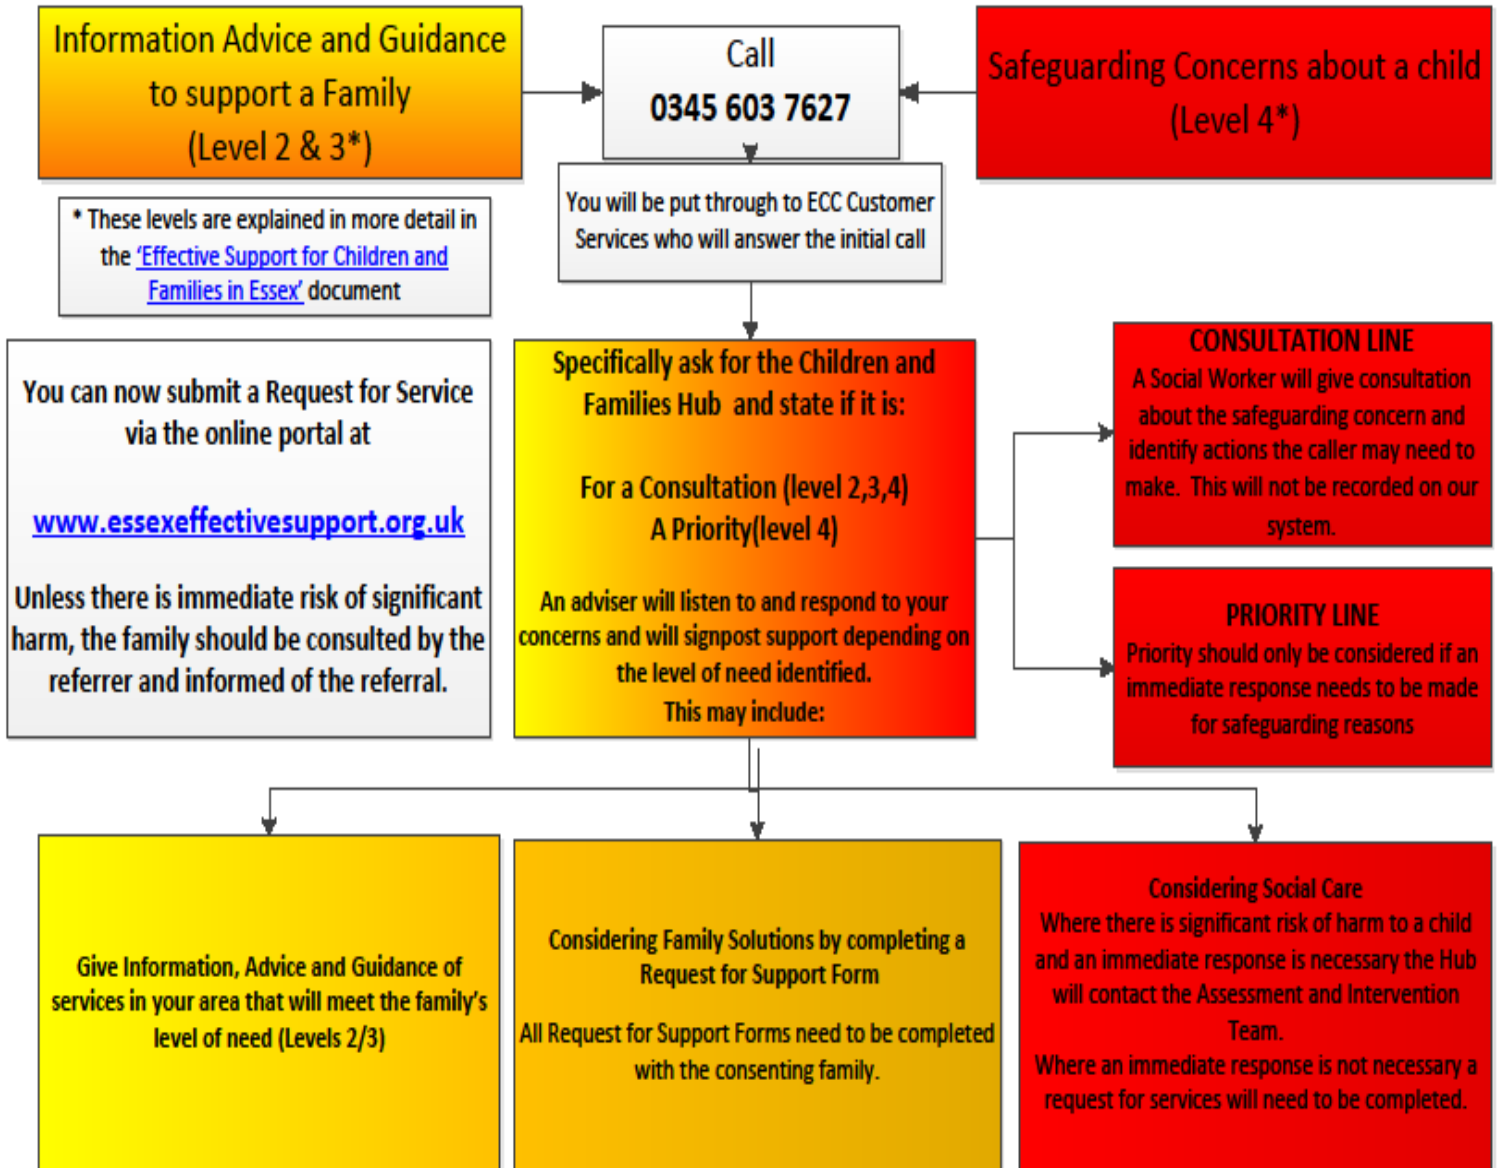 Information Advice and Guidance
to support a Family
(Level 2 & 3*)
Call
0345 603 7627
Safeguarding Concerns about a child
(Level 4*)
* These levels are explained in more detail in
the ‘Effective Support for Children and
Families in Essex’ document
You will be put through to ECC Customer
Services who will answer the initial call
You can now submit a Request for Service
via the online portal at
www.essexeffectivesupport.org.uk
Unless there is immediate risk of significant
harm, the family should be consulted by the
referrer and informed of the referral.
Specifically ask for the Children and
Families Hub and state if it is:
For a Consultation (level 2,3,4)
A Priority(level 4)
An adviser will listen to and respond to your
concerns and will signpost support depending on
the level of need identified.
This may include:
CONSULTATION LINE
A Social Worker will give consultation
about the safeguarding concern and
identify actions the caller may need to
make. This will not be recorded on our
system.
PRIORITY LINE
Priority should only be considered if an
immediate response needs to be made
for safeguarding reasons
Give Information, Advice and Guidance of
services in your area that will meet the family’s
level of need (Levels 2/3)
Considering Family Solutions by completing a
Request for Support Form
All Request for Support Forms need to be completed
with the consenting family.
Considering Social Care
Where there is significant risk of harm to a child
and an immediate response is necessary the Hub
will contact the Assessment and Intervention
Team.
Where an immediate response is not necessary a
request for services will need to be completed.